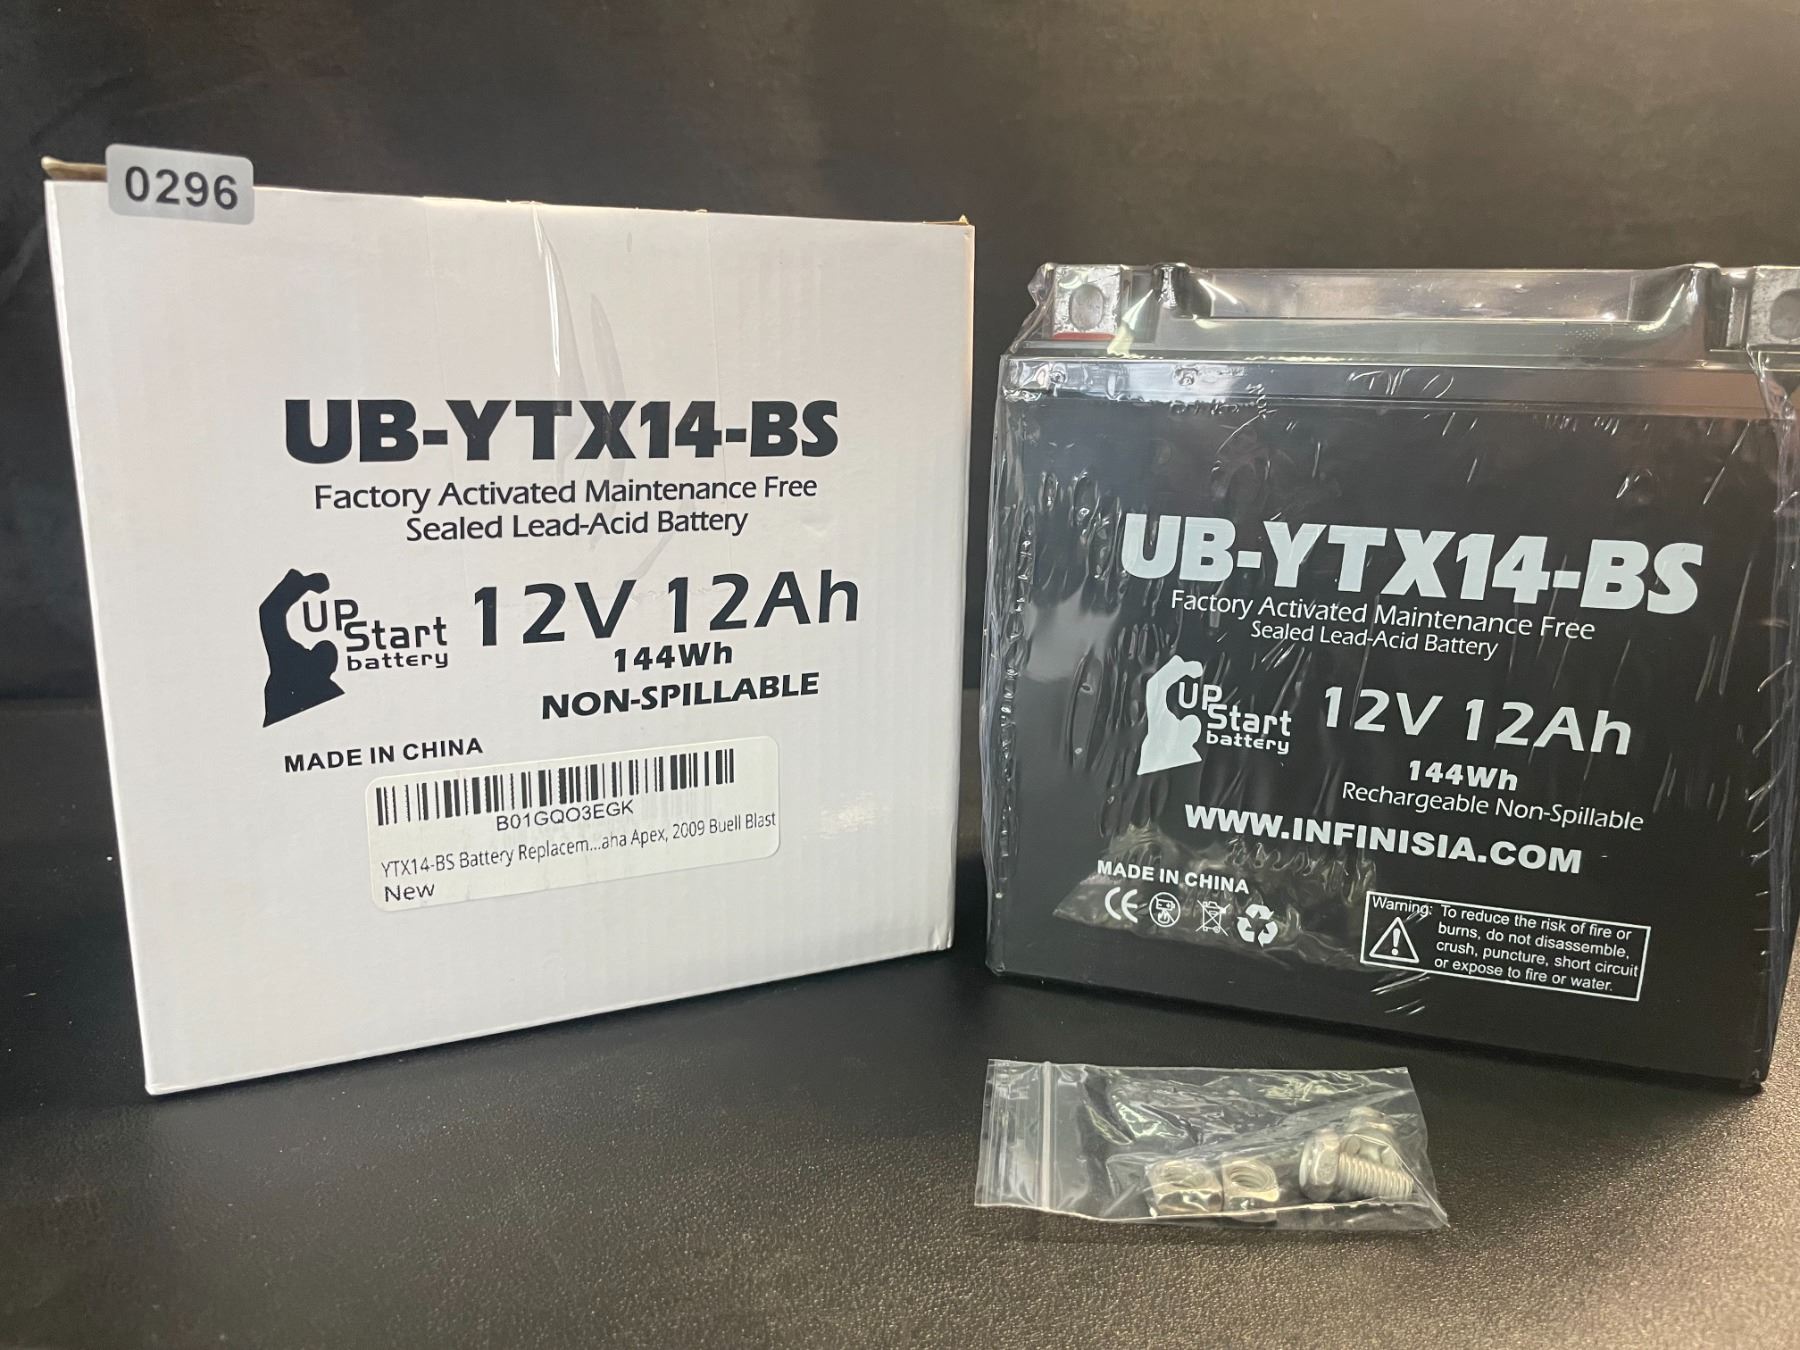 0296
UB-YTX14-BS
Factory Activated Maintenance Free
Sealed Lead-Acid Battery
UPStart
battery
12V 12Ah
144Wh
NON-SPILLABLE
MADE IN CHINA
B01GQO3EGK
YTX14-BS Battery Replacem...aha Apex, 2009 Buell Blast
New
UB-YTX14-BS
Factory Activated Maintenance Free
Sealed Lead-Acid Battery
UPStart
battery
12V 12Ah
144Wh
Rechargeable Non-Spillable
WWW.INFINISIA.COM
MADE IN CHINA
CE
Warning: To reduce the risk of fire or
burns, do not disassemble,
crush, puncture, short circuit
or expose to fire or water.